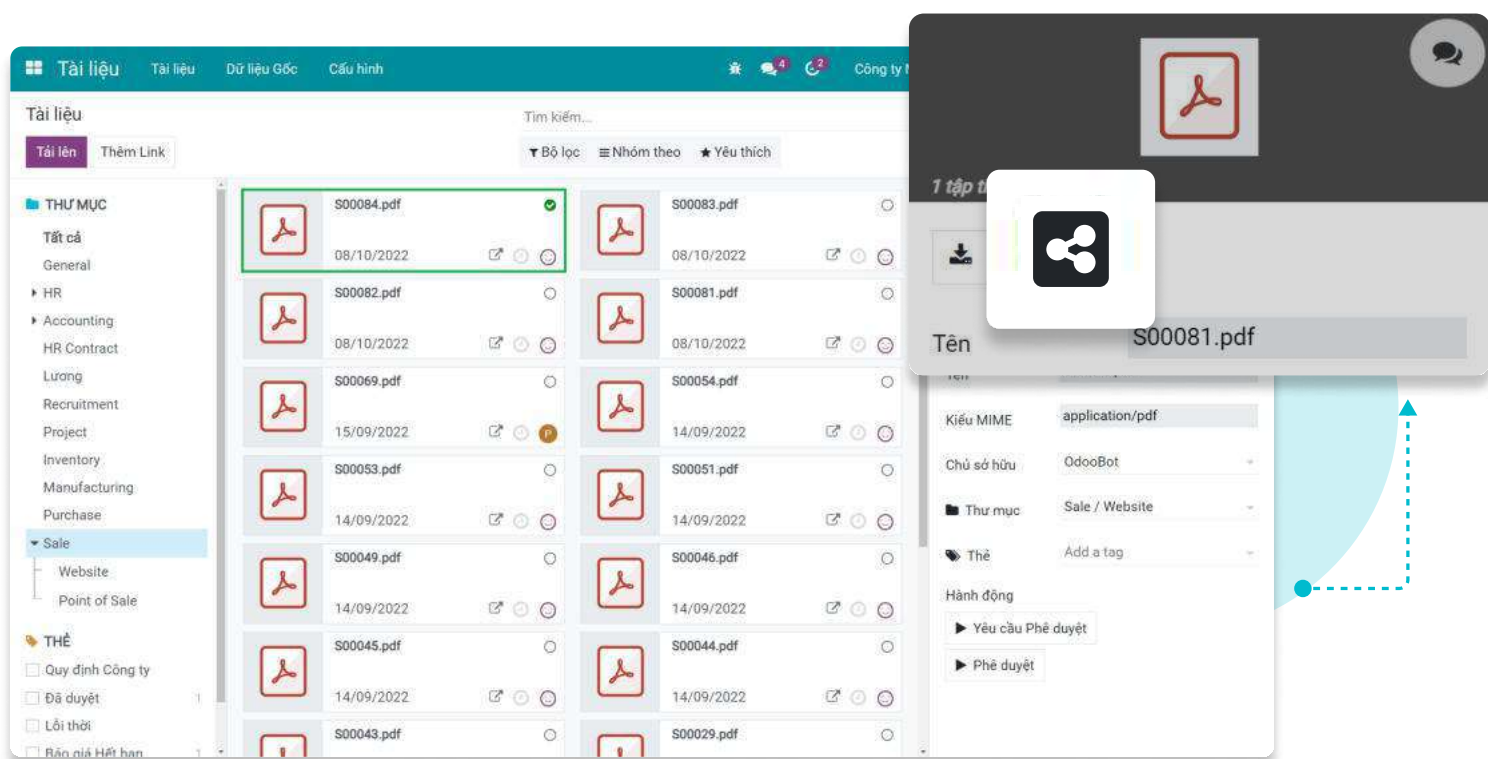 Tài liệu
Tài liệu
Dữ liệu Gốc
Cấu hình
4
2
Công ty
Tài liệu
Tìm kiếm...
Tải lên
Thêm Link
Bộ lọc
Nhóm theo
Yêu thích
THƯ MỤC
Tất cả
General
HR
Accounting
HR Contract
Lương
Recruitment
Project
Inventory
Manufacturing
Purchase
Sale
Website
Point of Sale
THẺ
Quy định Công ty
Đã duyệt 1
Lỗi thời
Báo giá Hết hạn 1
S00084.pdf
08/10/2022
S00083.pdf
08/10/2022
S00082.pdf
08/10/2022
S00081.pdf
08/10/2022
S00069.pdf
15/09/2022
P
S00054.pdf
14/09/2022
S00053.pdf
14/09/2022
S00051.pdf
14/09/2022
S00049.pdf
14/09/2022
S00046.pdf
14/09/2022
S00045.pdf
14/09/2022
S00044.pdf
14/09/2022
S00043.pdf
S00029.pdf
1 tập
Tên S00081.pdf
Tên
Kiểu MIME application/pdf
Chủ sở hữu OdooBot
Thư mục Sale / Website
Thẻ Add a tag
Hành động
Yêu cầu Phê duyệt
Phê duyệt